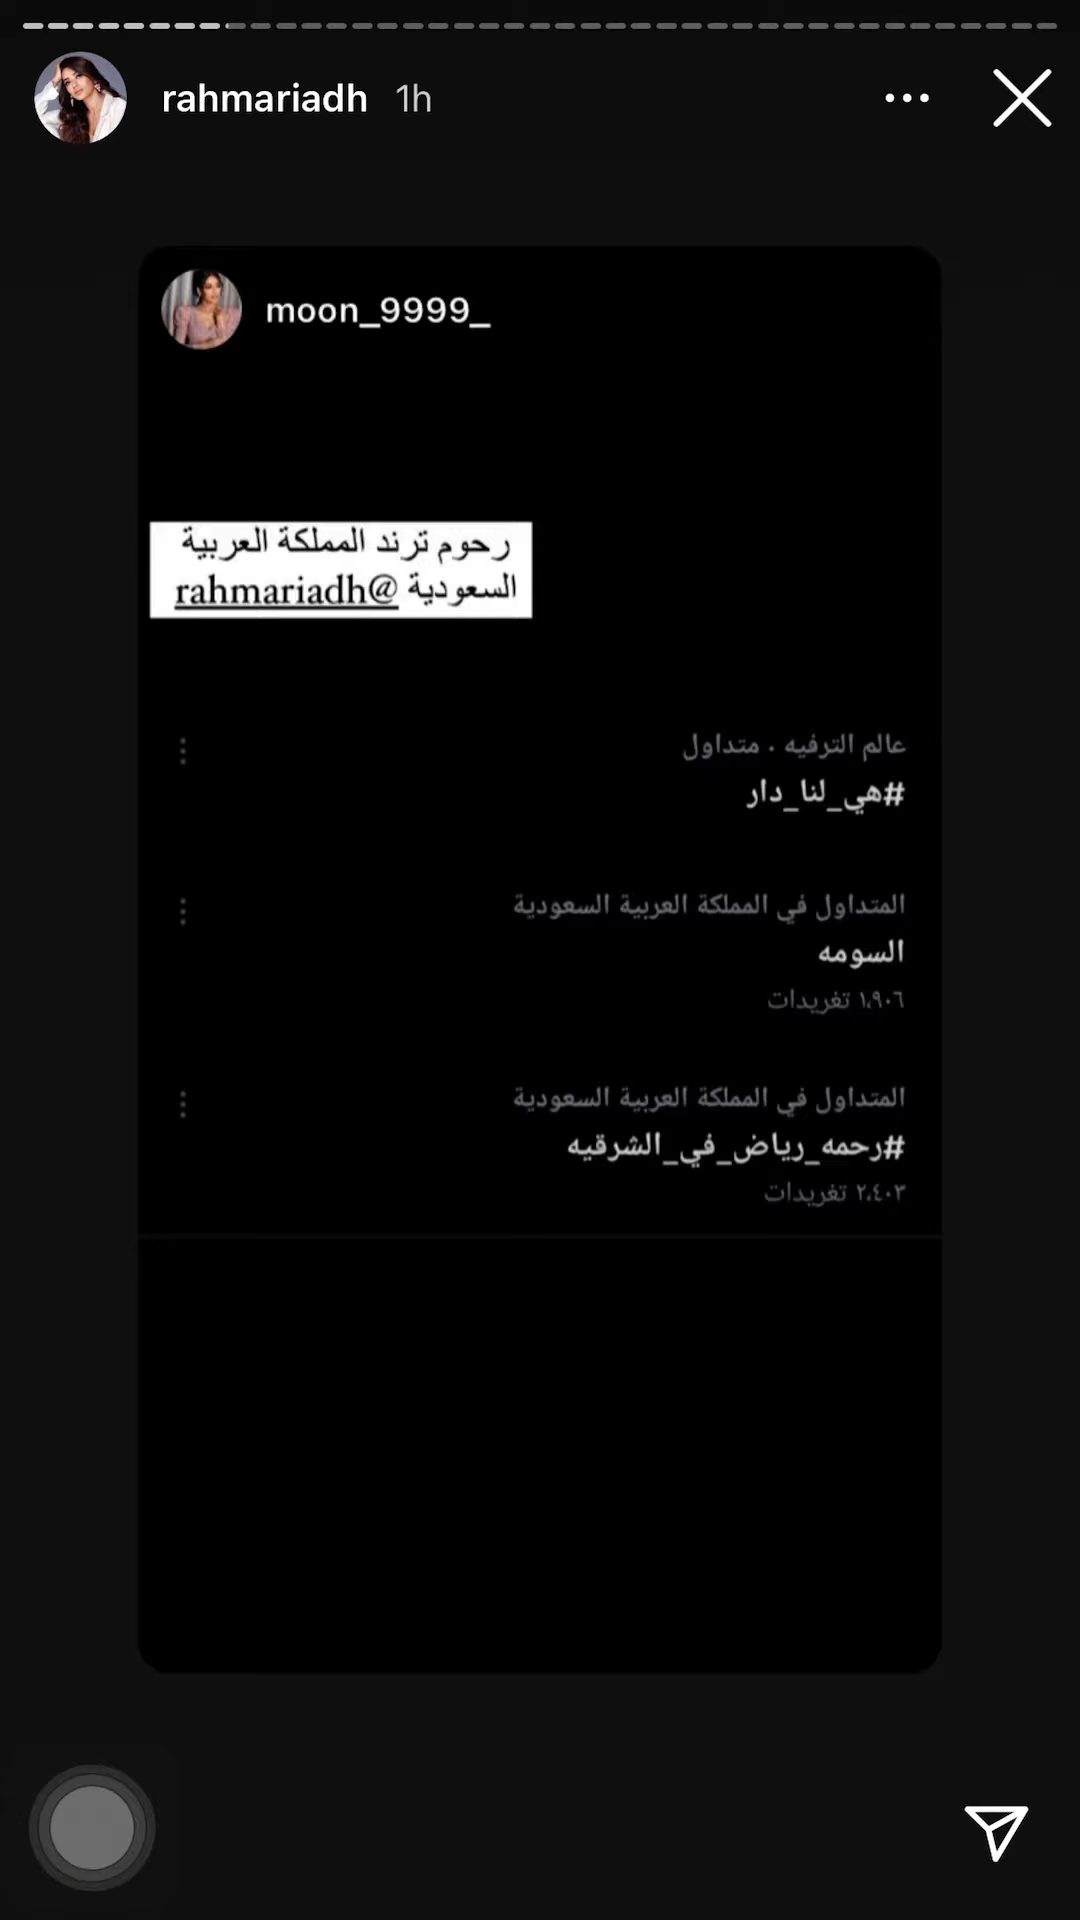 rahmariadh 1h
moon_9999_
رحوم ترند المملكة العربية
السعودية @rahmariadh
عالم الترفيه · متداول
#هي_لنا_دار
المتداول في المملكة العربية السعودية
السومه
١،٩٠٦ تغريدات
المتداول في المملكة العربية السعودية
#رحمه_رياض_في_الشرقيه
٢،٤٠٣ تغريدات